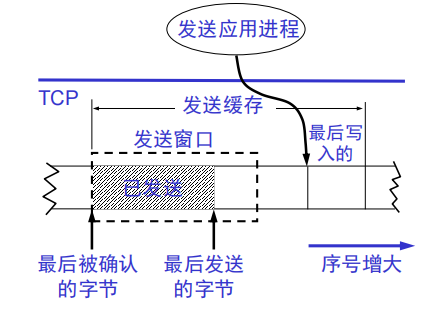 发送应用进程
TCP
发送缓存
发送窗口
最后写
入的
已发送
最后被确认
的字节
最后发送
的字节
序号增大